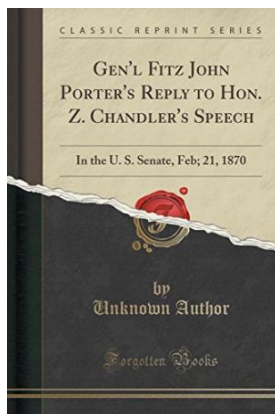 CLASSIC REPRINT SERIES
GEN'L FITZ JOHN
PORTER'S REPLY TO HON.
Z. CHANDLER'S SPEECH
In the U. S. Senate, Feb; 21, 1870
by
Unknown Author
Forgotten Books